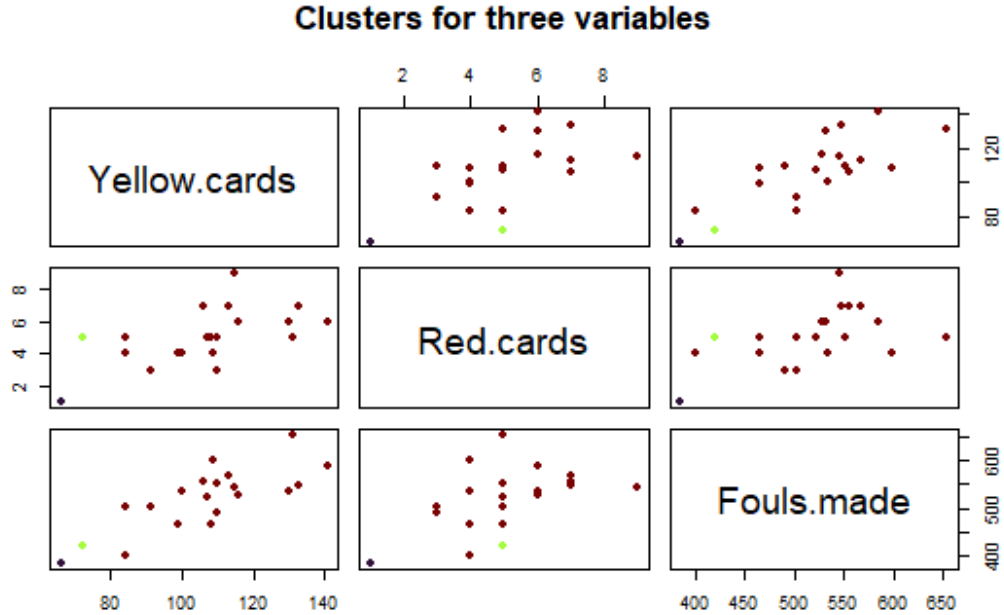 Clusters for three variables
2 4 6 8
Yellow.cards
80 120
2 4 6 8
Red.cards
Fouls.made
400 500 600
80 100 120 140
400 450 500 550 600 650